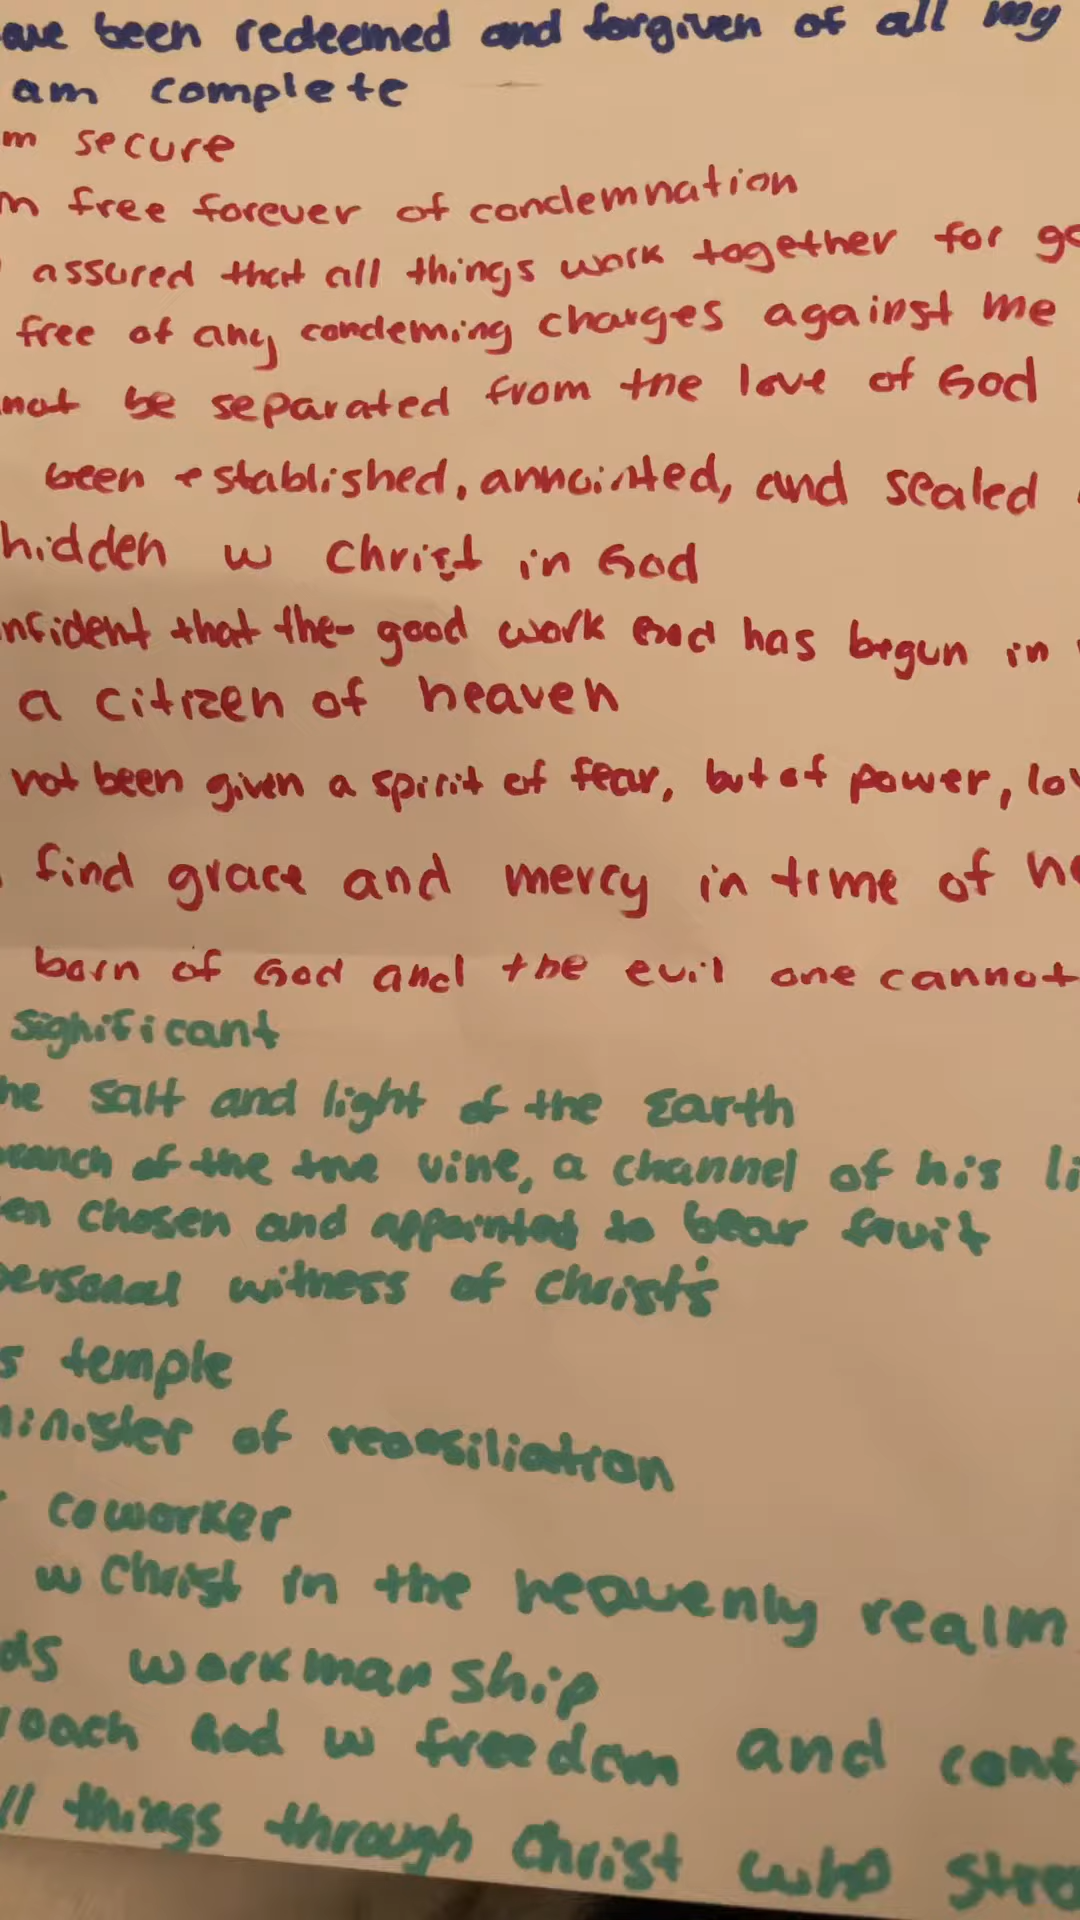 ave been redeemed and forgiven of all my
am complete
m secure
m free forever of condemnation
assured that all things work together for go
free of any condeming charges against me
not be separated from the love of God
been established, annointed, and sealed
hidden w Christ in God
nfident that the good work God has begun in
a citizen of heaven
not been given a spirit of fear, but of power, lov
find grace and mercy in time of ne
born of God and the evil one cannot
significant
he salt and light of the Earth
ranch of the true vine, a channel of his li
en chosen and appointed to bear fruit
personal witness of Christ's
s temple
minister of reconsiliation
coworker
w Christ in the heavenly realm
ds workmanship
roach God w freedom and conf
ll things through Christ who stre